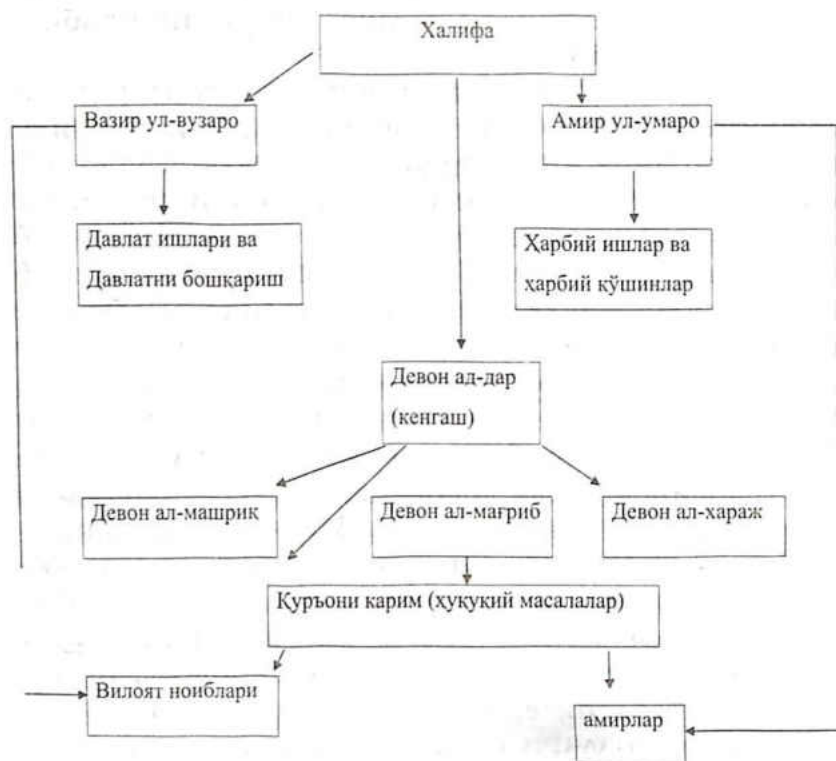 Халифа
Вазир ул-вузаро
Амир ул-умаро
Давлат ишлари ва
Давлатни бошқариш
Ҳарбий ишлар ва
ҳарбий қўшинлар
Девон ад-дар
(кенгаш)
Девон ал-машриқ
Девон ал-мағриб
Девон ал-хараж
Қуръони карим (ҳуқуқий масалалар)
Вилоят ноиблари
амирлар